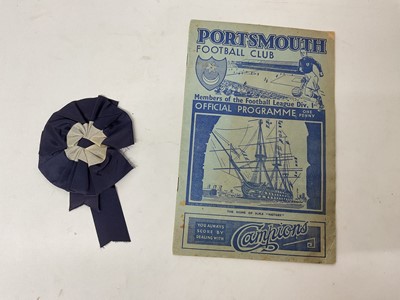 PORTSMOUTH
FOOTBALL CLUB
Members of the Football League Div. 1
OFFICIAL PROGRAMME ONE
PENNY
THE HOME OF H.M.S "VICTORY"
YOU ALWAYS
SCORE BY
DEALING WITH
Campions